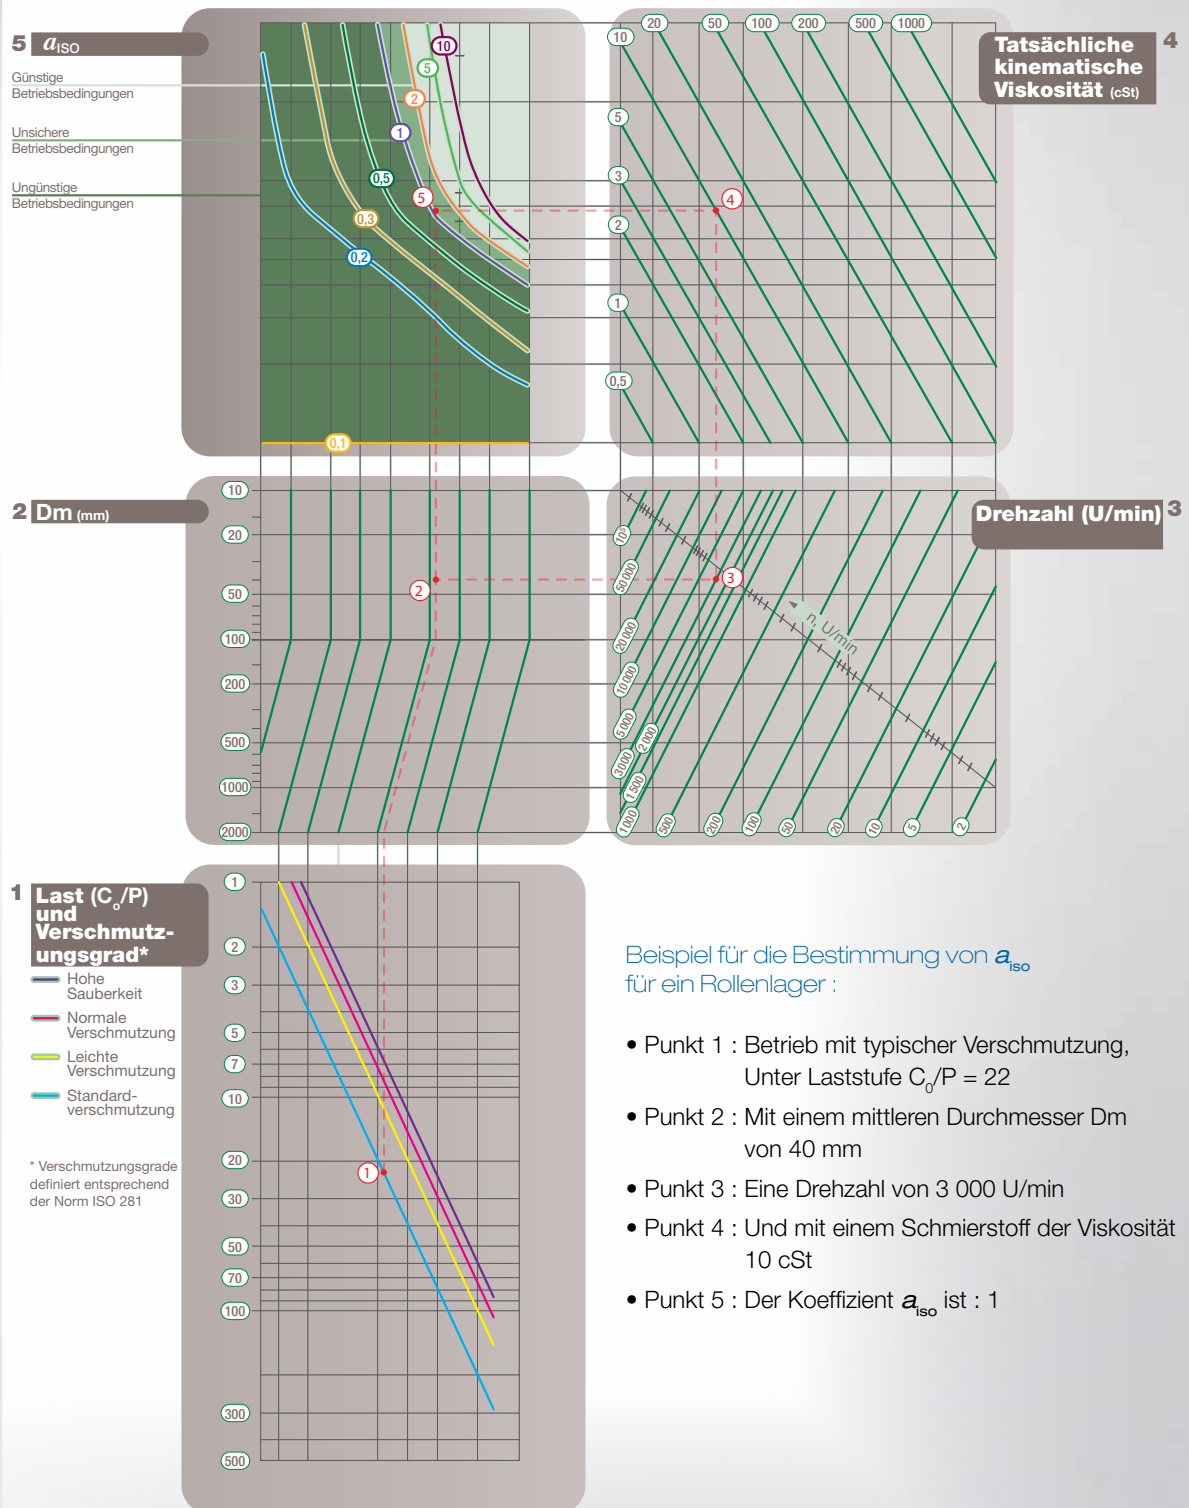 5 aISO
Günstige
Betriebsbedingungen
Unsichere
Betriebsbedingungen
Ungünstige
Betriebsbedingungen
10
5
2
1
0,5
0,3
0,2
0,1
5
4 Tatsächliche
kinematische
Viskosität (cSt)
20 50 100 200 500 1000
10
5
3
2
1
0,5
4
2 Dm (mm)
10
20
50
100
200
500
1000
2000
2
Drehzahl (U/min) 3
10⁵
50 000
20 000
10 000
5 000
3000
2 000
1 500
1000
500
200
100
50
20
10
5
2
n, U/min
3
1 Last (Co/P)
und
Verschmutz-
ungsgrad*
Hohe
Sauberkeit
Normale
Verschmutzung
Leichte
Verschmutzung
Standard-
verschmutzung
* Verschmutzungsgrade
definiert entsprechend
der Norm ISO 281
1
2
3
5
7
10
20
30
50
70
100
300
500
1
Beispiel für die Bestimmung von aiso
für ein Rollenlager :
• Punkt 1 : Betrieb mit typischer Verschmutzung,
Unter Laststufe C0/P = 22
• Punkt 2 : Mit einem mittleren Durchmesser Dm
von 40 mm
• Punkt 3 : Eine Drehzahl von 3 000 U/min
• Punkt 4 : Und mit einem Schmierstoff der Viskosität
10 cSt
• Punkt 5 : Der Koeffizient aiso ist : 1